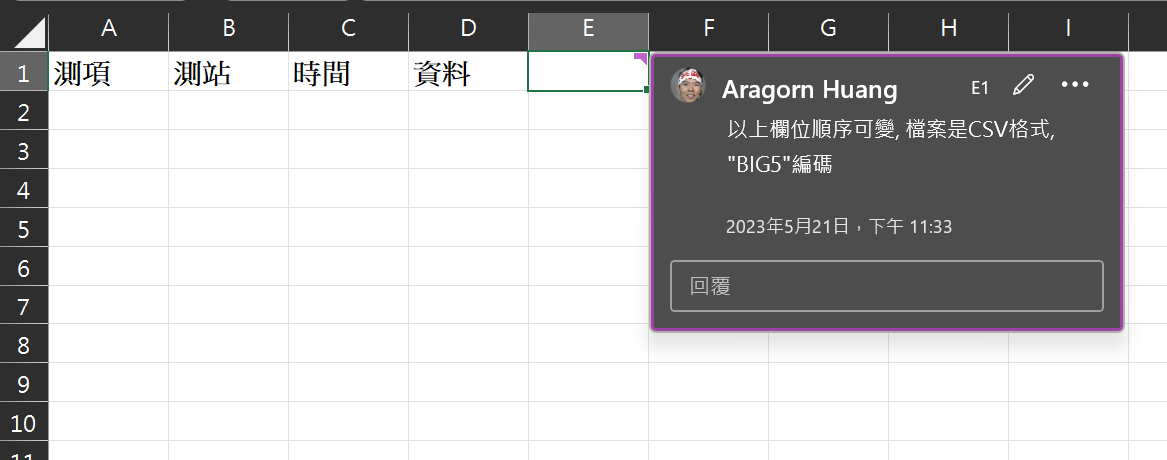 A B C D E F G H I
1 測項 測站 時間 資料
2
3
4
5
6
7
8
9
10
11
Aragorn Huang E1
以上欄位順序可變, 檔案是CSV格式,
"BIG5"編碼
2023年5月21日，下午 11:33
回覆